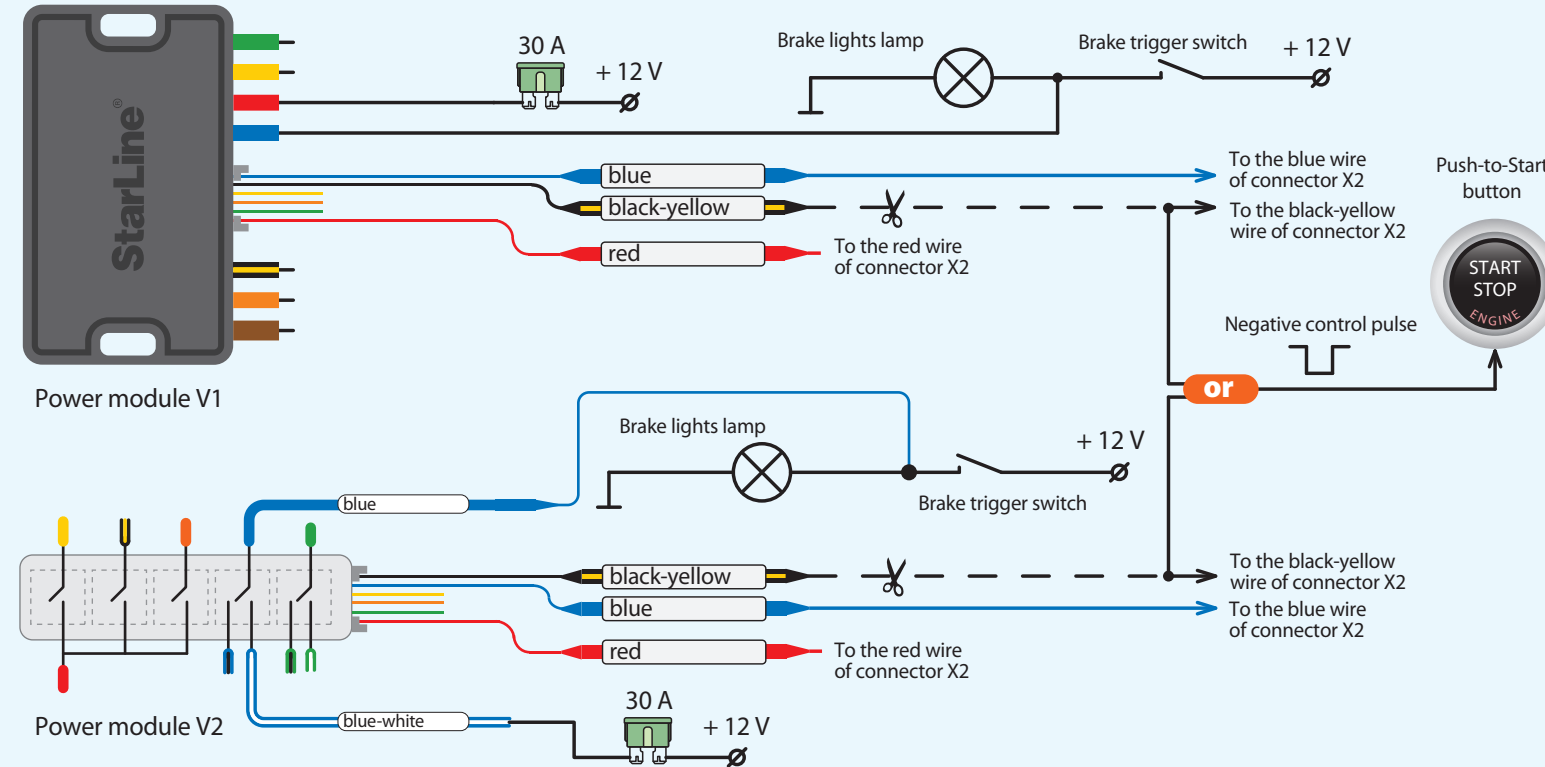 StarLine®
30 A
+ 12 V
Brake lights lamp
Brake trigger switch
+ 12 V
blue
black-yellow
red
To the red wire
of connector X2
To the blue wire
of connector X2
To the black-yellow
wire of connector X2
Push-to-Start
button
START
STOP
ENGINE
Negative control pulse
or
Power module V1
Brake lights lamp
+ 12 V
Brake trigger switch
blue
black-yellow
blue
red
To the red wire
of connector X2
To the black-yellow
wire of connector X2
To the blue wire
of connector X2
Power module V2
blue-white
30 A
+ 12 V